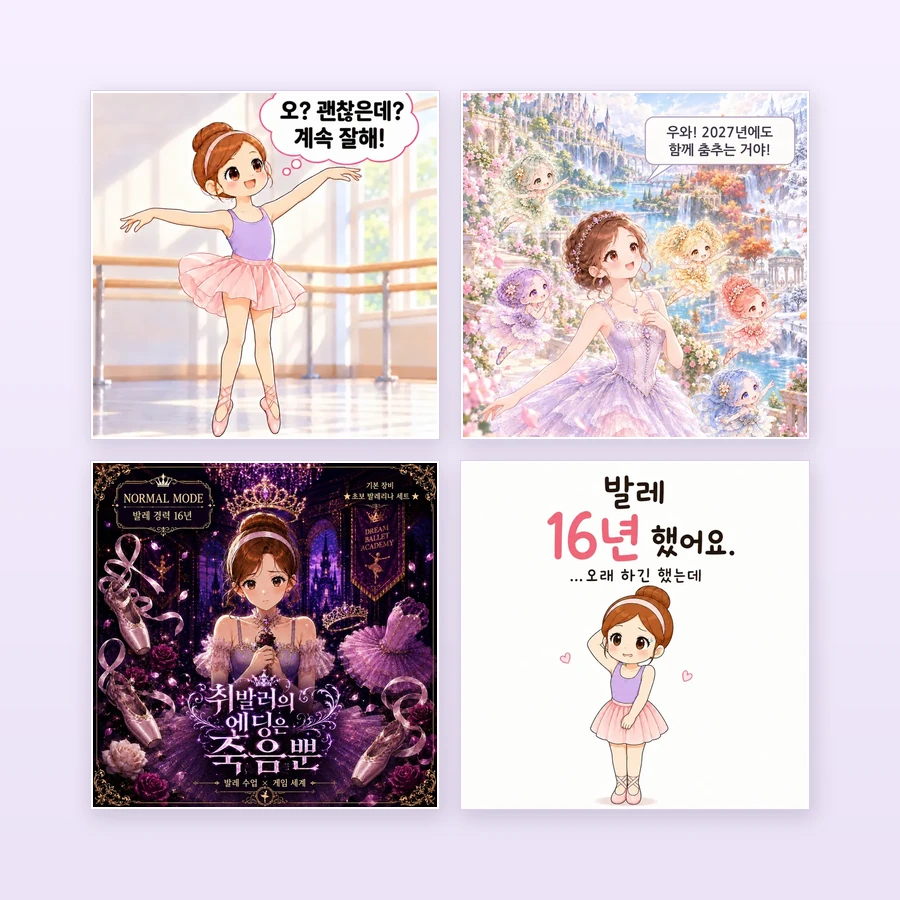 오? 괜찮은데?
계속 잘해!
우와! 2027년에도
함께 춤추는 거야!
NORMAL MODE
발레 경력 16년
기본 장비
★초보 발레리나 세트★
DREAM
BALLET
ACADEMY
취발러의
엔딩은
죽음뿐
발레 수업 × 게임 세계
발레
16년 했어요.
...오래 하긴 했는데